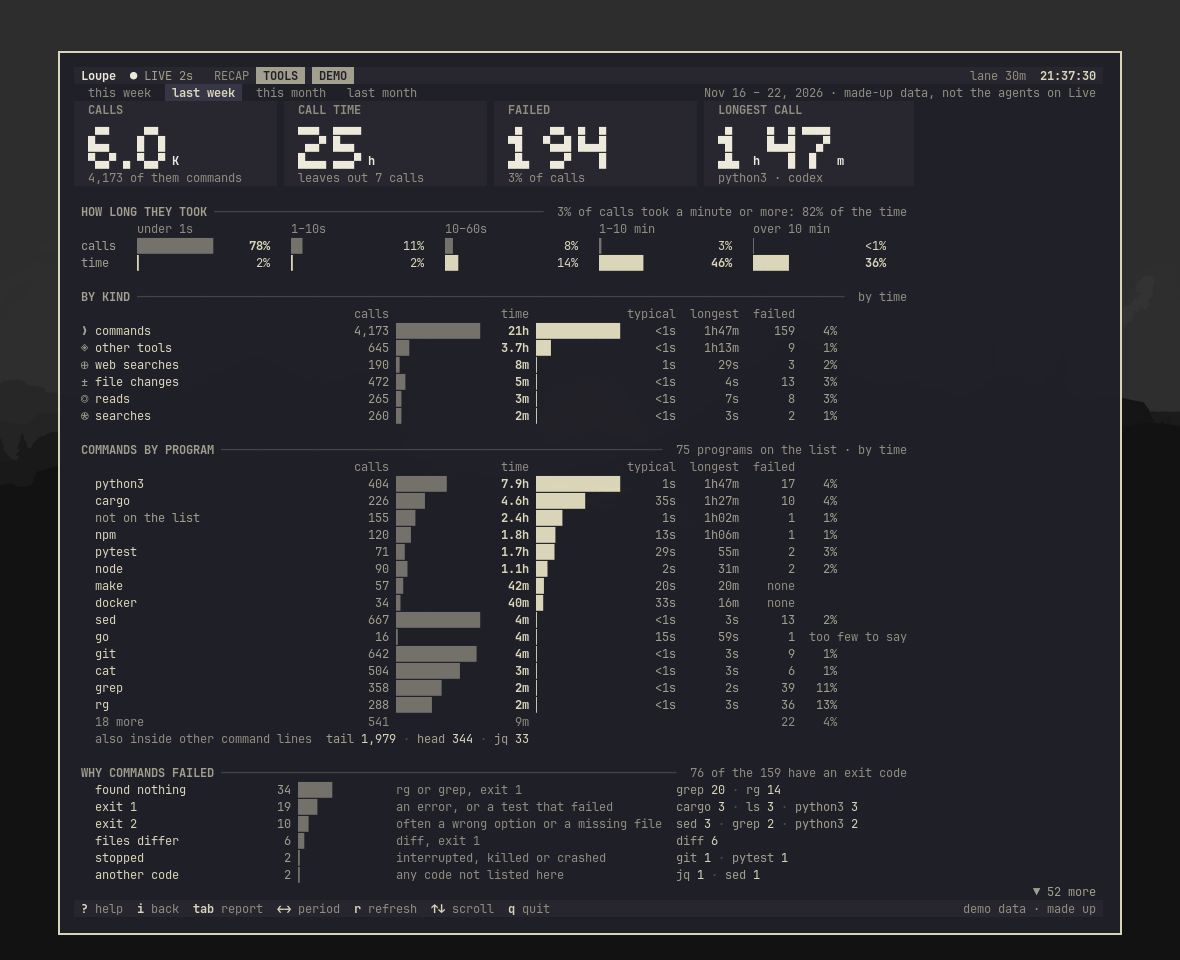 Loupe ● LIVE 2s RECAP TOOLS DEMO lane 30m 21:37:30
this week last week this month last month Nov 16 – 22, 2026 · made-up data, not the agents on Live
CALLS CALL TIME FAILED LONGEST CALL
6.0 K 25 h 194 1 h 47 m
4,173 of them commands leaves out 7 calls 3% of calls python3 · codex
HOW LONG THEY TOOK 3% of calls took a minute or more: 82% of the time
under 1s 1–10s 10–60s 1–10 min over 10 min
calls 78% 11% 8% 3% <1%
time 2% 2% 14% 46% 36%
BY KIND by time
calls time typical longest failed
commands 4,173 21h <1s 1h47m 159 4%
other tools 645 3.7h <1s 1h13m 9 1%
web searches 190 8m 1s 29s 3 2%
± file changes 472 5m <1s 4s 13 3%
reads 265 3m <1s 7s 8 3%
searches 260 2m <1s 3s 2 1%
COMMANDS BY PROGRAM 75 programs on the list · by time
calls time typical longest failed
python3 404 7.9h 1s 1h47m 17 4%
cargo 226 4.6h 35s 1h27m 10 4%
not on the list 155 2.4h 1s 1h02m 1 1%
npm 120 1.8h 13s 1h06m 1 1%
pytest 71 1.7h 29s 55m 2 3%
node 90 1.1h 2s 31m 2 2%
make 57 42m 20s 20m none
docker 34 40m 33s 16m none
sed 667 4m <1s 3s 13 2%
go 16 4m 15s 59s 1 too few to say
git 642 4m <1s 3s 9 1%
cat 504 3m <1s 3s 6 1%
grep 358 2m <1s 2s 39 11%
rg 288 2m <1s 3s 36 13%
18 more 541 9m 22 4%
also inside other command lines tail 1,979 · head 344 · jq 33
WHY COMMANDS FAILED 76 of the 159 have an exit code
found nothing 34 rg or grep, exit 1 grep 20 · rg 14
exit 1 19 an error, or a test that failed cargo 3 · ls 3 · python3 3
exit 2 10 often a wrong option or a missing file sed 3 · grep 2 · python3 2
files differ 6 diff, exit 1 diff 6
stopped 2 interrupted, killed or crashed git 1 · pytest 1
another code 2 any code not listed here jq 1 · sed 1
▼ 52 more
? help i back tab report ↔ period r refresh ↑↓ scroll q quit demo data · made up